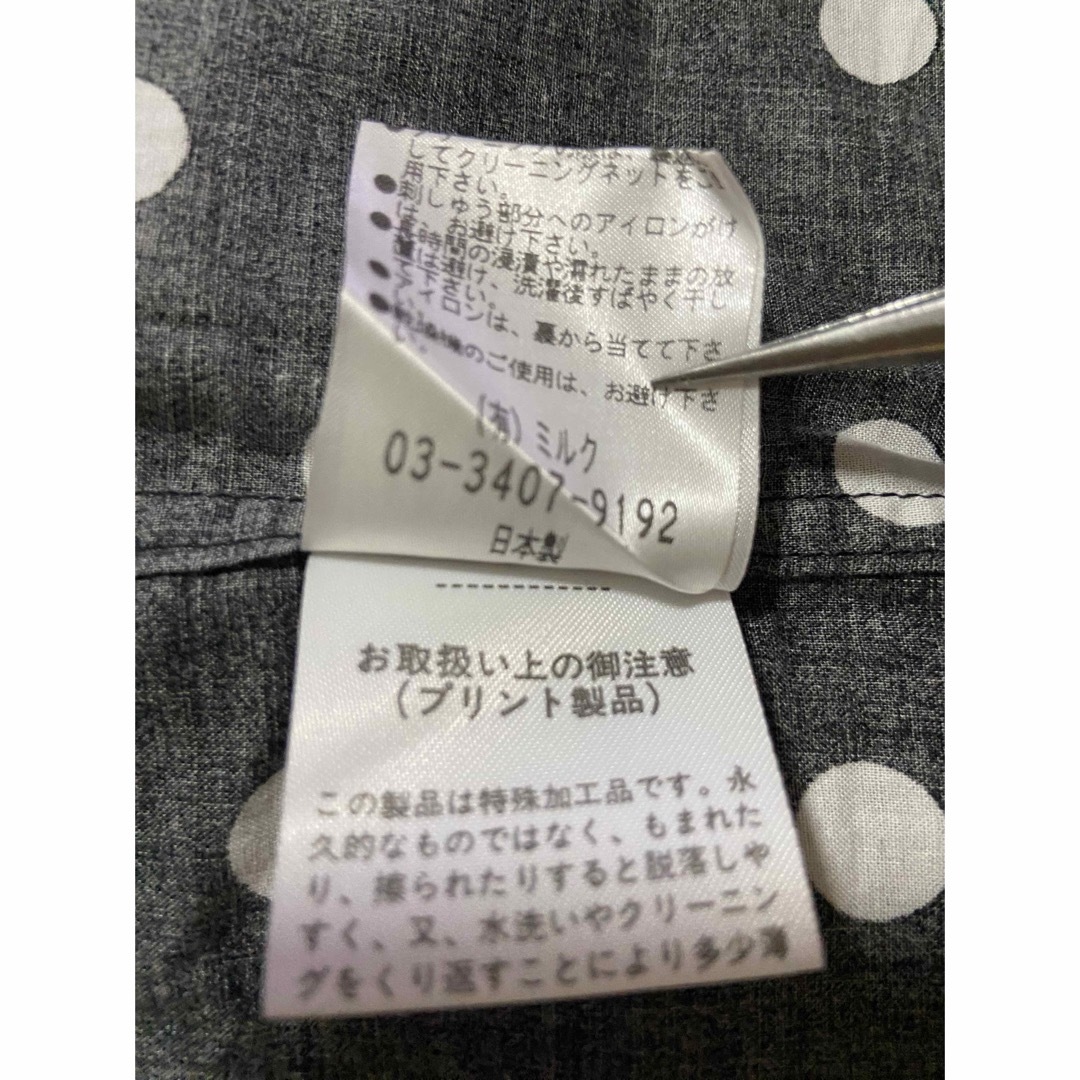 してクリーニングネットをご使
用下さい。
●刺しゅう部分へのアイロンがけ
は、お避け下さい。
●長時間の浸漬や濡れたままの放
置は避け、洗濯後すばやく干し
て下さい。
●アイロンは、裏から当てて下さ
い。
のご使用は、お避け下さ
い。
(有)ミルク
03-3407-9192
日本製
------------
お取扱い上の御注意
(プリント製品)
この製品は特殊加工品です。永
久的なものではなく、もまれた
り、擦られたりすると脱落しや
すく、又、水洗いやクリーニン
グをくり返すことにより多少薄